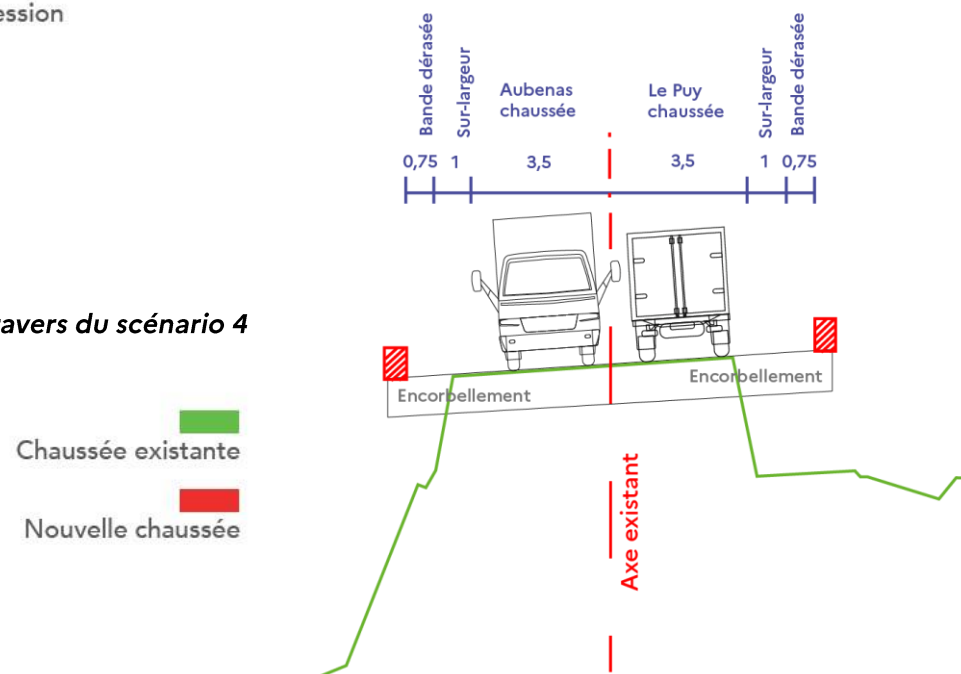 Bande dérasée
Sur-largeur
Aubenas
chaussée
Le Puy
chaussée
Sur-largeur
Bande dérasée
0,75 1 3,5 3,5 1 0,75
avers du scénario 4
Encorbellement
Encorbellement
Chaussée existante
Nouvelle chaussée
Axe existant